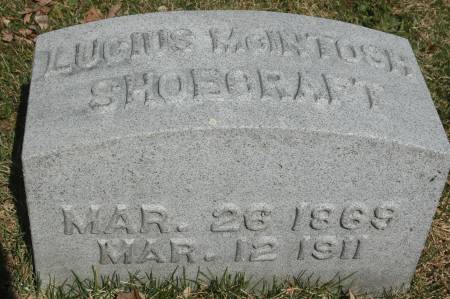 LUCIUS McINTOSH
SHOECRAFT
MAR. 26 1869
MAR. 12 1911